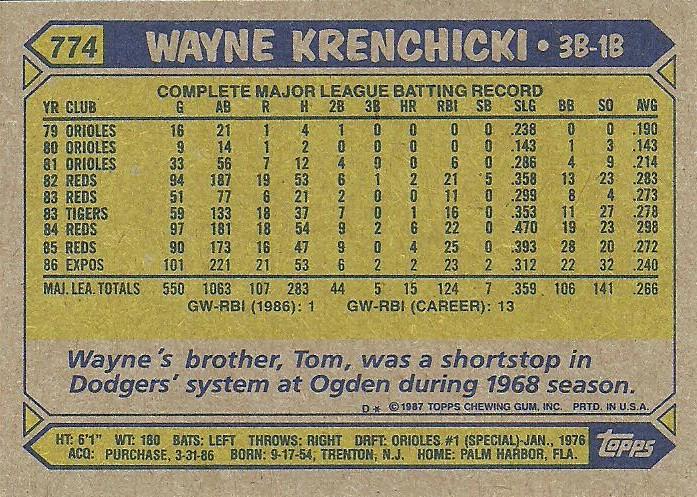 774 WAYNE KRENCHICKI • 3B-1B
COMPLETE MAJOR LEAGUE BATTING RECORD
YR CLUB G AB R H 2B 3B HR RBI SB SLG BB SO AVG
79 ORIOLES 16 21 1 4 1 0 0 0 0 .238 0 0 .190
80 ORIOLES 9 14 1 2 0 0 0 0 0 .143 1 3 .143
81 ORIOLES 33 56 7 12 4 0 0 6 0 .286 4 9 .214
82 REDS 94 187 19 53 6 1 2 21 5 .358 13 23 .283
83 REDS 51 77 6 21 2 0 0 11 0 .299 8 4 .273
83 TIGERS 59 133 18 37 7 0 1 16 0 .353 11 27 .278
84 REDS 97 181 18 54 9 2 6 22 0 .470 19 23 .298
85 REDS 90 173 16 47 9 0 4 25 0 .393 28 20 .272
86 EXPOS 101 221 21 53 6 2 2 23 2 .312 22 32 .240
MAJ. LEA. TOTALS 550 1063 107 283 44 5 15 124 7 .359 106 141 .266
GW-RBI (1986): 1 GW-RBI (CAREER): 13
Wayne's brother, Tom, was a shortstop in
Dodgers' system at Ogden during 1968 season.
D* ©1987 TOPPS CHEWING GUM, INC. PRTD. IN U.S.A.
HT: 6'1" WT: 180 BATS: LEFT THROWS: RIGHT DRFT: ORIOLES #1 (SPECIAL)-JAN., 1976
ACQ: PURCHASE, 3-31-86 BORN: 9-17-54, TRENTON, N.J. HOME: PALM HARBOR, FLA.
Topps